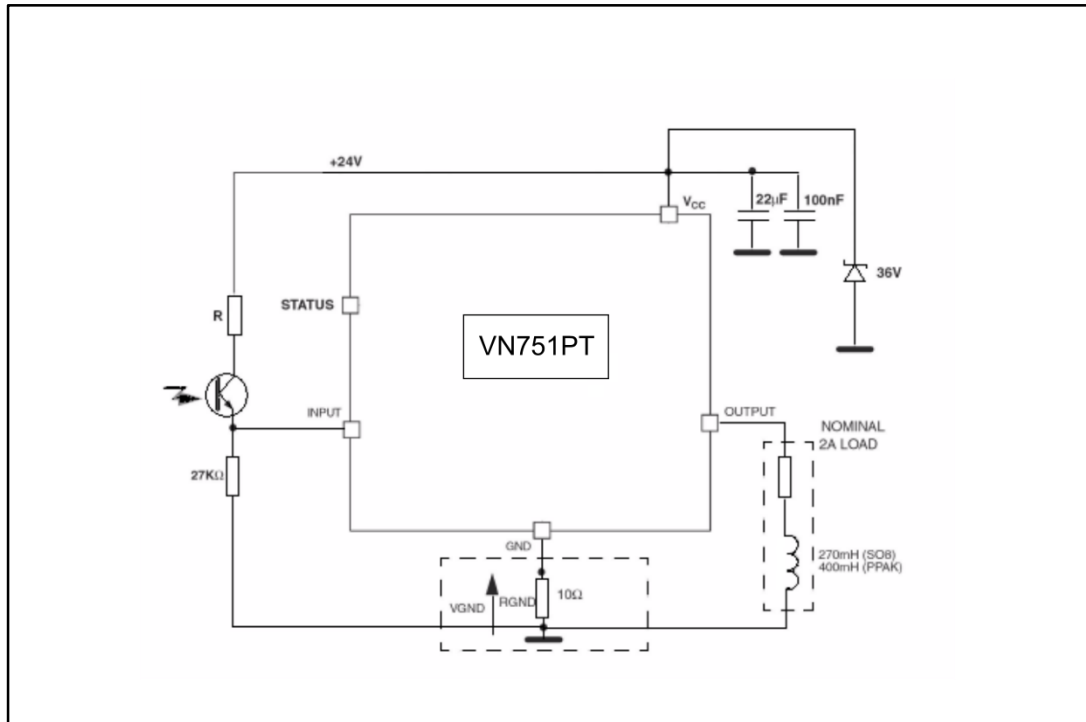 +24V
VCC
22µF
100nF
36V
R
STATUS
VN751PT
INPUT
OUTPUT
NOMINAL
2A LOAD
27KΩ
270mH (SO8)
400mH (PPAK)
GND
VGND
RGND
10Ω